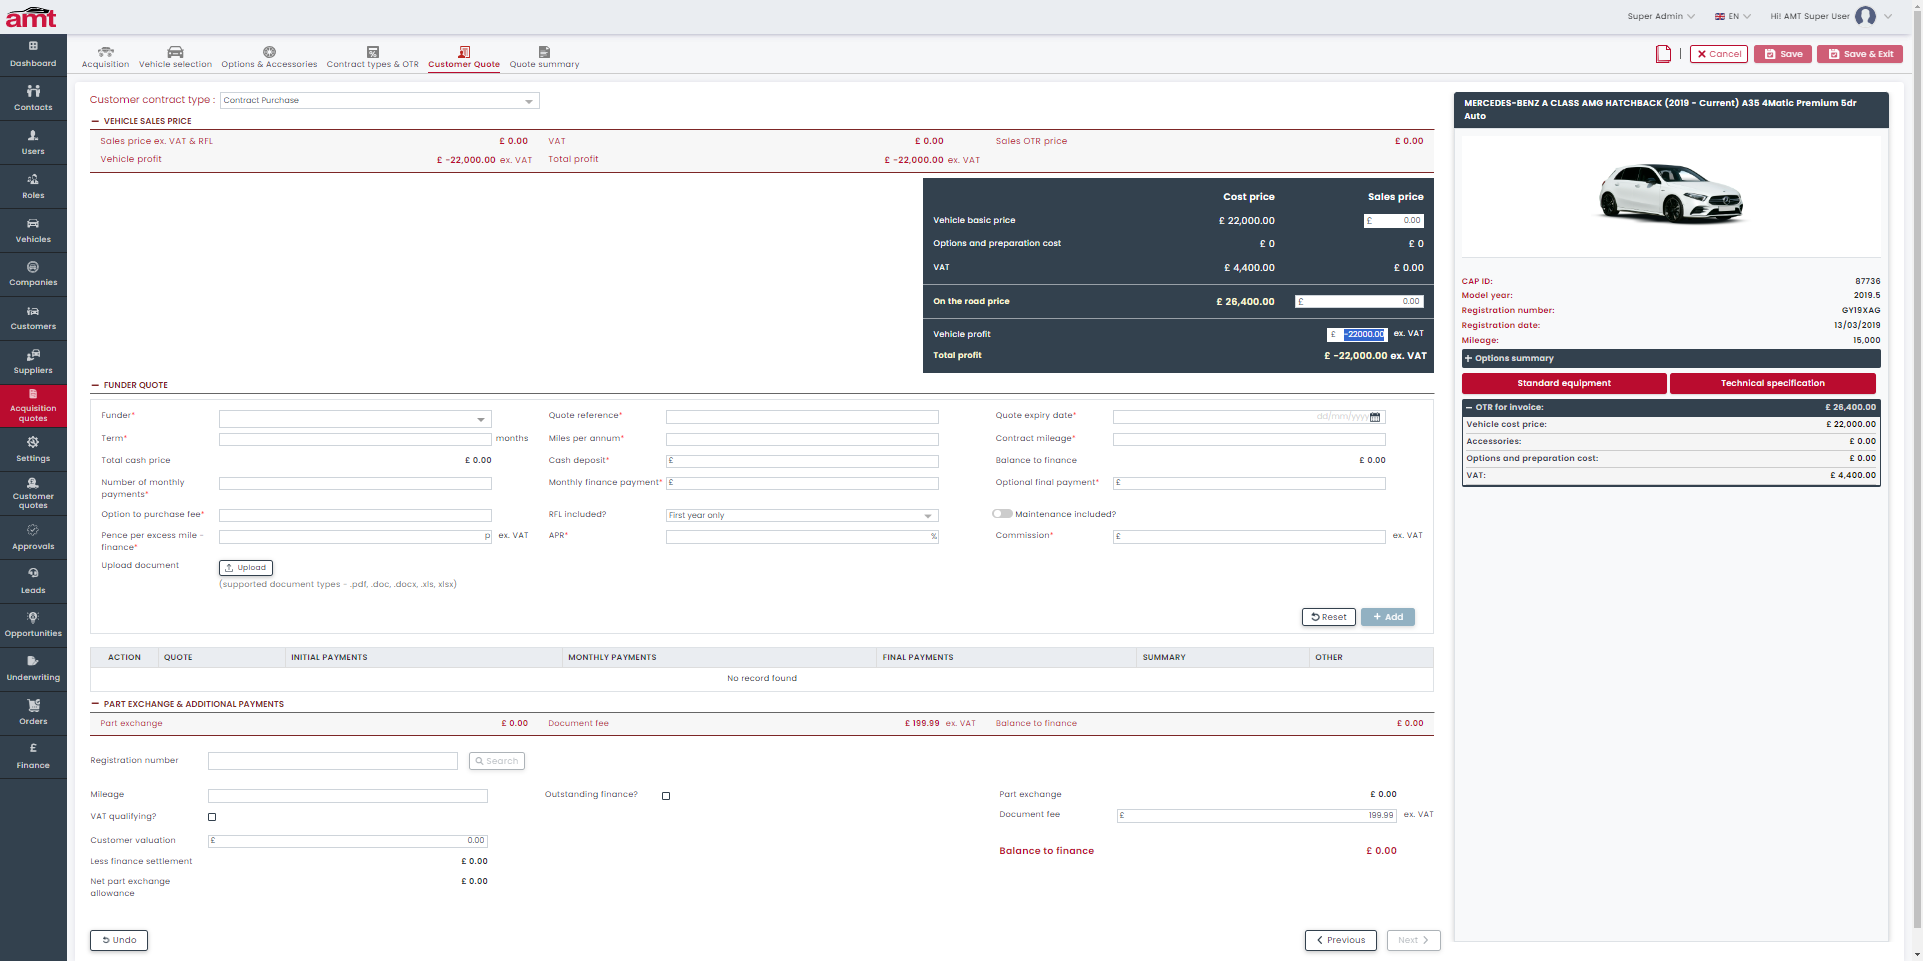 amt
Super Admin
EN
Hi! AMT Super User
Dashboard
Contacts
Users
Roles
Vehicles
Companies
Customers
Suppliers
Acquisition quotes
Settings
Customer quotes
Approvals
Leads
Opportunities
Underwriting
Orders
Finance
Acquisition
Vehicle selection
Options & Accessories
Contract types & OTR
Customer Quote
Quote summary
Cancel
Save
Save & Exit
Customer contract type : Contract Purchase
VEHICLE SALES PRICE
Sales price ex. VAT & RFL £ 0.00 VAT £ 0.00 Sales OTR price £ 0.00
Vehicle profit £ -22,000.00 ex. VAT Total profit £ -22,000.00 ex. VAT
Cost price Sales price
Vehicle basic price £ 22,000.00 £ 0.00
Options and preparation cost £ 0 £ 0
VAT £ 4,400.00 £ 0.00
On the road price £ 26,400.00 £ 0.00
Vehicle profit £ -22000.00 ex. VAT
Total profit £ -22,000.00 ex. VAT
FUNDER QUOTE
Funder* Quote reference* Quote expiry date* dd/mm/yyyy
Term* months Miles per annum* Contract mileage*
Total cash price £ 0.00 Cash deposit* £ Balance to finance £ 0.00
Number of monthly payments* Monthly finance payment* £ Optional final payment* £
Option to purchase fee* RFL included? First year only Maintenance included?
Pence per excess mile - finance* p ex. VAT APR* % Commission* £ ex. VAT
Upload document Upload
(supported document types - .pdf, .doc, .docx, .xls, xlsx)
Reset + Add
ACTION QUOTE INITIAL PAYMENTS MONTHLY PAYMENTS FINAL PAYMENTS SUMMARY OTHER
No record found
PART EXCHANGE & ADDITIONAL PAYMENTS
Part exchange £ 0.00 Document fee £ 199.99 ex. VAT Balance to finance £ 0.00
Registration number Search
Mileage Outstanding finance? Part exchange £ 0.00
VAT qualifying? Document fee £ 199.99 ex. VAT
Customer valuation £ 0.00
Balance to finance £ 0.00
Less finance settlement £ 0.00
Net part exchange allowance £ 0.00
Undo
Previous
Next
MERCEDES-BENZ A CLASS AMG HATCHBACK (2019 - Current) A35 4Matic Premium 5dr
Auto
CAP ID: 87736
Model year: 2019.5
Registration number: GY19XAG
Registration date: 13/03/2019
Mileage: 15,000
+ Options summary
Standard equipment Technical specification
− OTR for invoice: £ 26,400.00
Vehicle cost price: £ 22,000.00
Accessories: £ 0.00
Options and preparation cost: £ 0.00
VAT: £ 4,400.00